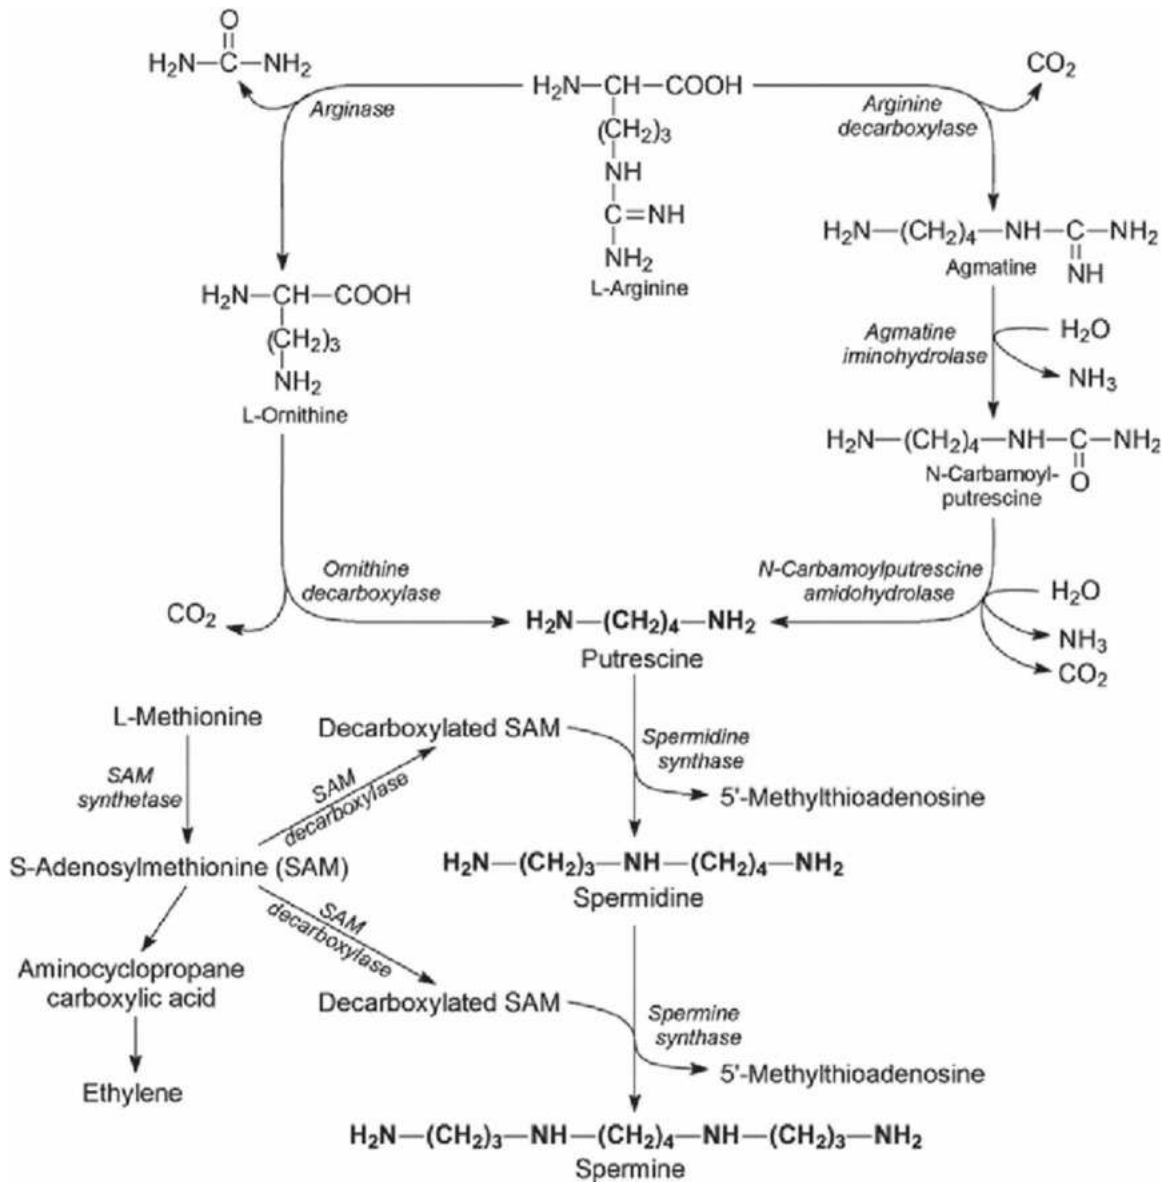 O
H₂N—C—NH₂
Arginase
H₂N—CH—COOH
(CH₂)₃
NH
C=NH
NH₂
L-Arginine
Arginine
decarboxylase
CO₂
H₂N—(CH₂)₄—NH—C—NH₂
NH
Agmatine
H₂N—CH—COOH
(CH₂)₃
NH₂
L-Ornithine
Agmatine
iminohydrolase
H₂O
NH₃
H₂N—(CH₂)₄—NH—C—NH₂
O
N-Carbamoyl-
putrescine
Ornithine
decarboxylase
CO₂
N-Carbamoylputrescine
amidohydrolase
H₂O
NH₃
CO₂
H₂N—(CH₂)₄—NH₂
Putrescine
L-Methionine
SAM
synthetase
S-Adenosylmethionine (SAM)
SAM
decarboxylase
Decarboxylated SAM
Spermidine
synthase
5'-Methylthioadenosine
H₂N—(CH₂)₃—NH—(CH₂)₄—NH₂
Spermidine
SAM
decarboxylase
Aminocyclopropane
carboxylic acid
Ethylene
Decarboxylated SAM
Spermine
synthase
5'-Methylthioadenosine
H₂N—(CH₂)₃—NH—(CH₂)₄—NH—(CH₂)₃—NH₂
Spermine